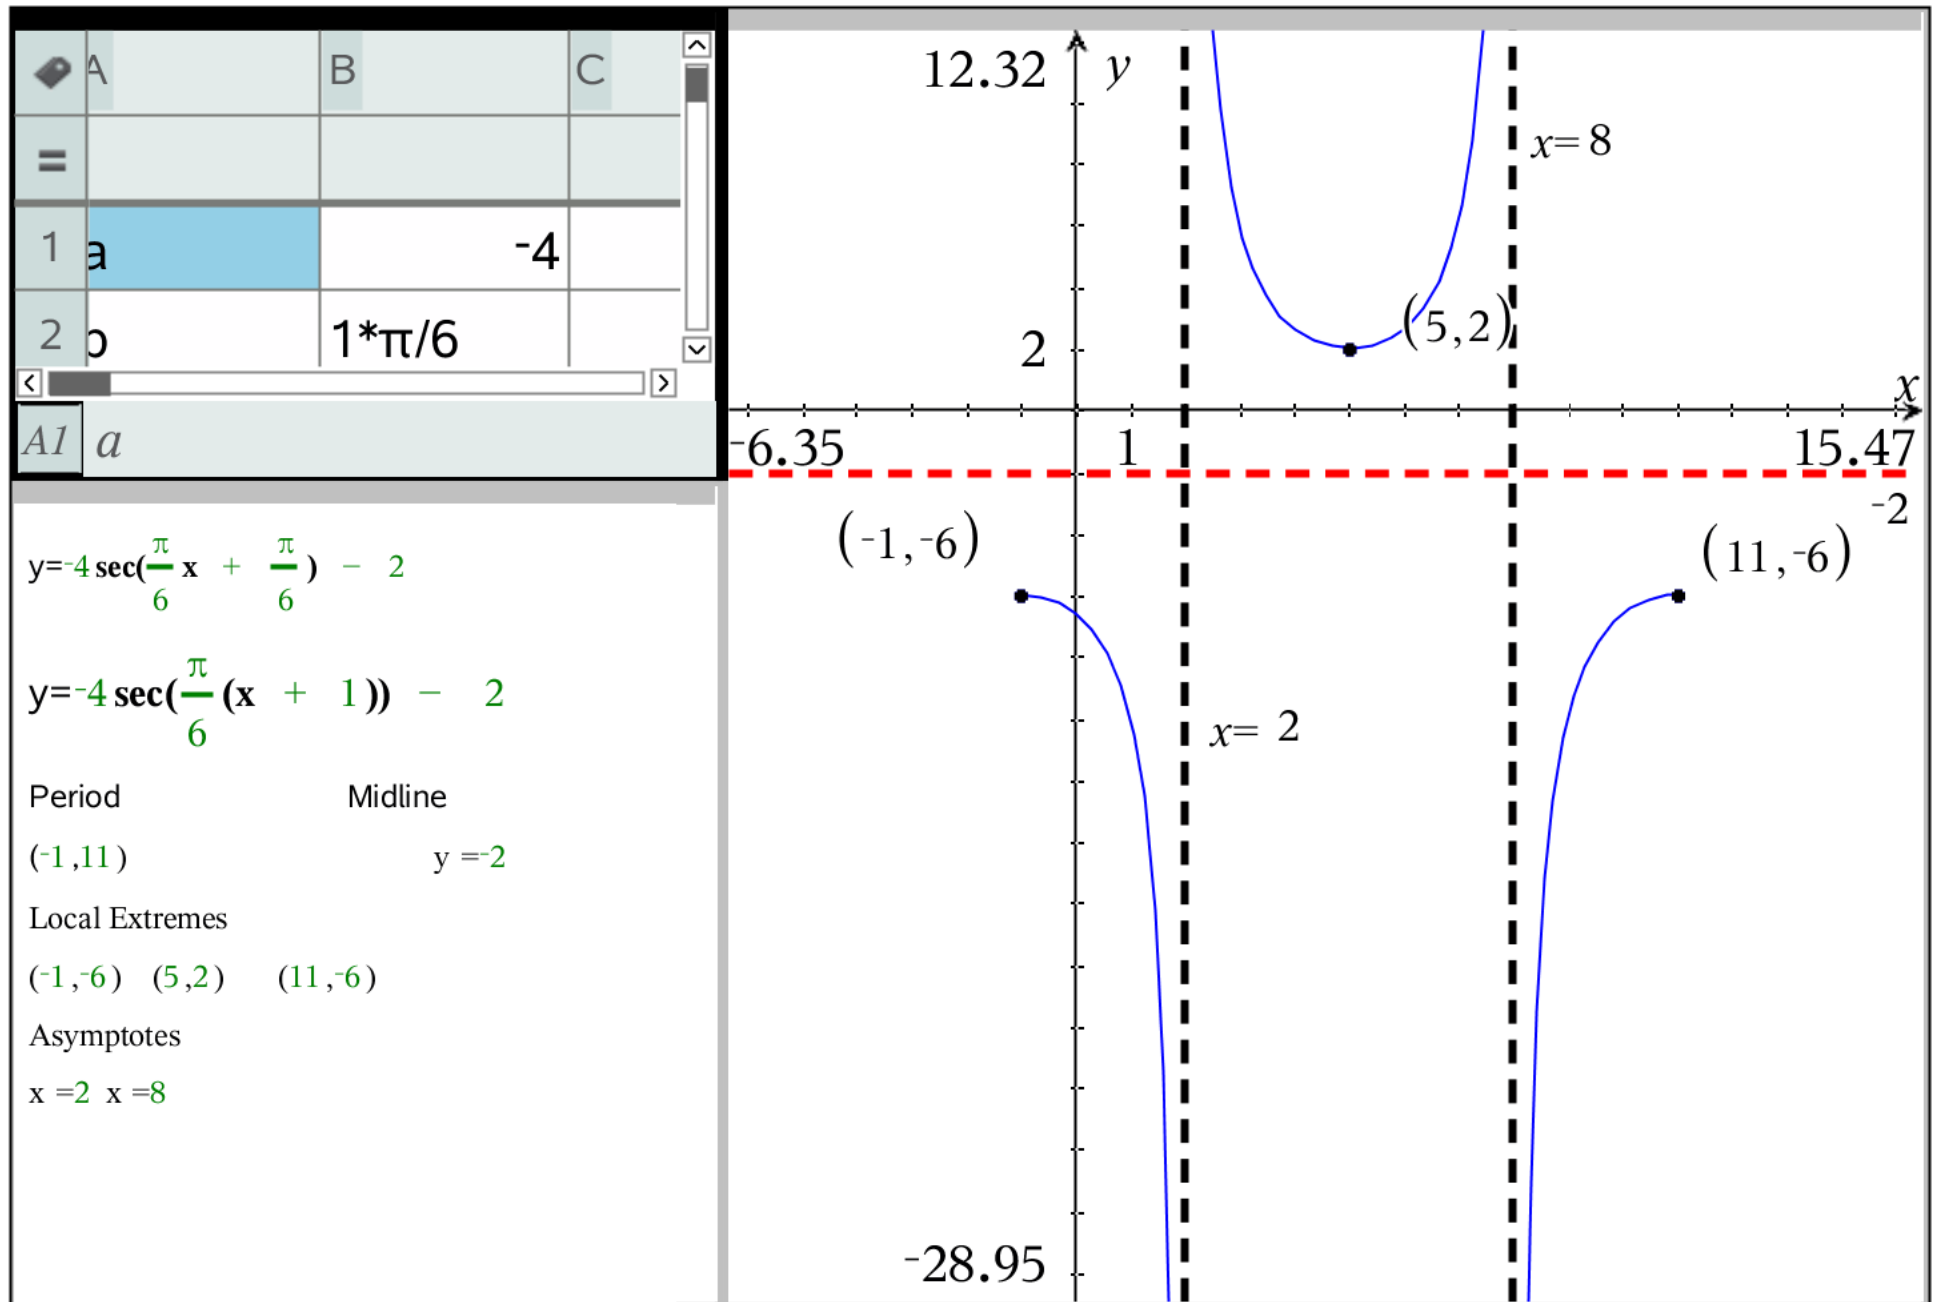 A B C
=
1 a -4
2 b 1*π/6
A1 a
y=-4 sec(π/6 x + π/6) - 2
y=-4 sec(π/6 (x + 1)) - 2
Period Midline
(-1,11) y =-2
Local Extremes
(-1,-6) (5,2) (11,-6)
Asymptotes
x =2 x =8
12.32 y
x=8
(5,2)
2
x
-6.35 1 15.47
-2
(-1,-6) (11,-6)
x= 2
-28.95